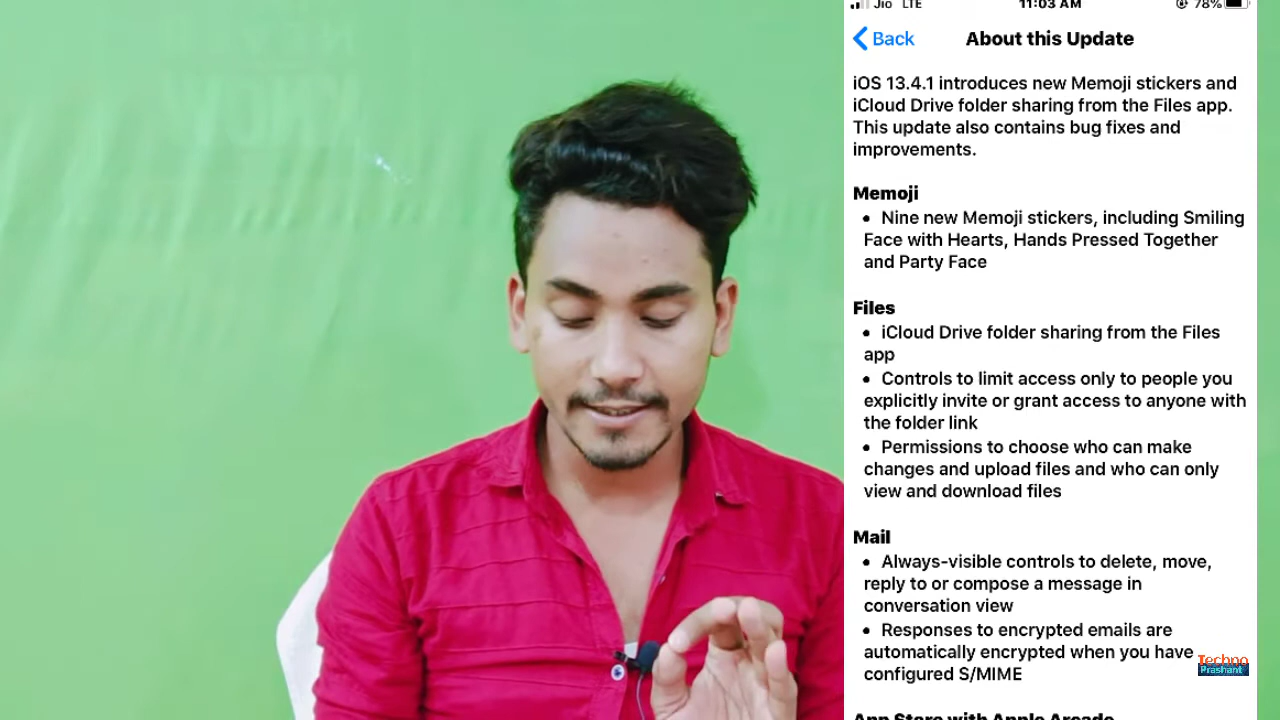 Jio LTE 11:03 AM 78%
Back About this Update
iOS 13.4.1 introduces new Memoji stickers and
iCloud Drive folder sharing from the Files app.
This update also contains bug fixes and
improvements.
Memoji
• Nine new Memoji stickers, including Smiling
Face with Hearts, Hands Pressed Together
and Party Face
Files
• iCloud Drive folder sharing from the Files
app
• Controls to limit access only to people you
explicitly invite or grant access to anyone with
the folder link
• Permissions to choose who can make
changes and upload files and who can only
view and download files
Mail
• Always-visible controls to delete, move,
reply to or compose a message in
conversation view
• Responses to encrypted emails are
automatically encrypted when you have
configured S/MIME
Techno
Prashant
App Store with Apple Arcade